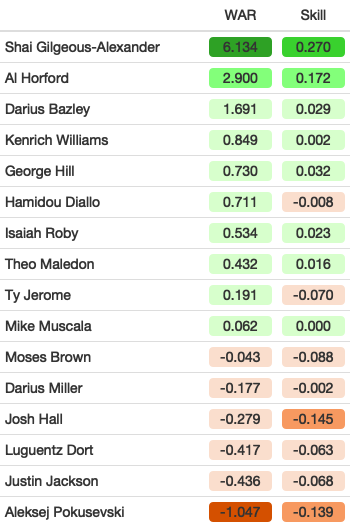 WAR Skill
Shai Gilgeous-Alexander 6.134 0.270
Al Horford 2.900 0.172
Darius Bazley 1.691 0.029
Kenrich Williams 0.849 0.002
George Hill 0.730 0.032
Hamidou Diallo 0.711 -0.008
Isaiah Roby 0.534 0.023
Theo Maledon 0.432 0.016
Ty Jerome 0.191 -0.070
Mike Muscala 0.062 0.000
Moses Brown -0.043 -0.088
Darius Miller -0.177 -0.002
Josh Hall -0.279 -0.145
Luguentz Dort -0.417 -0.063
Justin Jackson -0.436 -0.068
Aleksej Pokusevski -1.047 -0.139